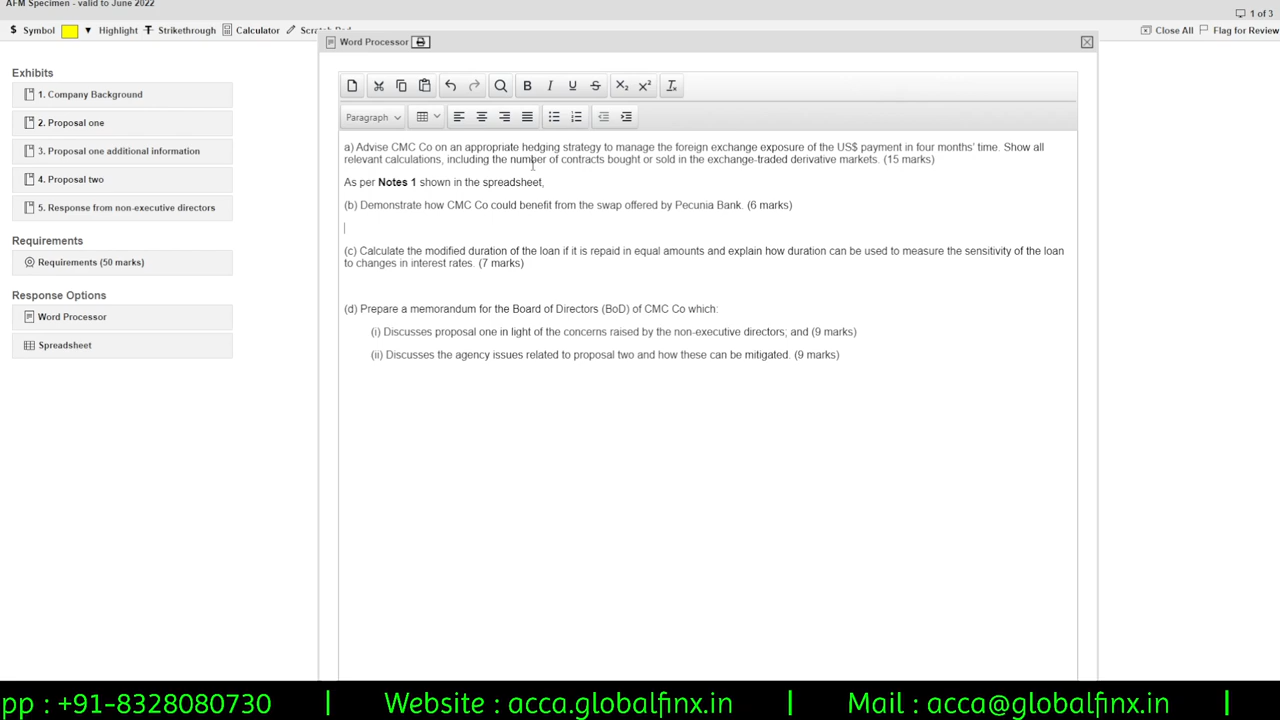 AFM Specimen - valid to June 2022
1 of 3
$ Symbol Highlight T Strikethrough Calculator
Close All Flag for Review
Word Processor
Exhibits
1. Company Background
2. Proposal one
3. Proposal one additional information
4. Proposal two
5. Response from non-executive directors
Requirements
Requirements (50 marks)
Response Options
Word Processor
Spreadsheet
B I U S X₂ X² Tx
Paragraph
a) Advise CMC Co on an appropriate hedging strategy to manage the foreign exchange exposure of the US$ payment in four months' time. Show all
relevant calculations, including the number of contracts bought or sold in the exchange-traded derivative markets. (15 marks)
As per Notes 1 shown in the spreadsheet,
(b) Demonstrate how CMC Co could benefit from the swap offered by Pecunia Bank. (6 marks)
(c) Calculate the modified duration of the loan if it is repaid in equal amounts and explain how duration can be used to measure the sensitivity of the loan
to changes in interest rates. (7 marks)
(d) Prepare a memorandum for the Board of Directors (BoD) of CMC Co which:
(i) Discusses proposal one in light of the concerns raised by the non-executive directors; and (9 marks)
(ii) Discusses the agency issues related to proposal two and how these can be mitigated. (9 marks)
pp : +91-8328080730 | Website : acca.globalfinx.in | Mail : acca@globalfinx.in |